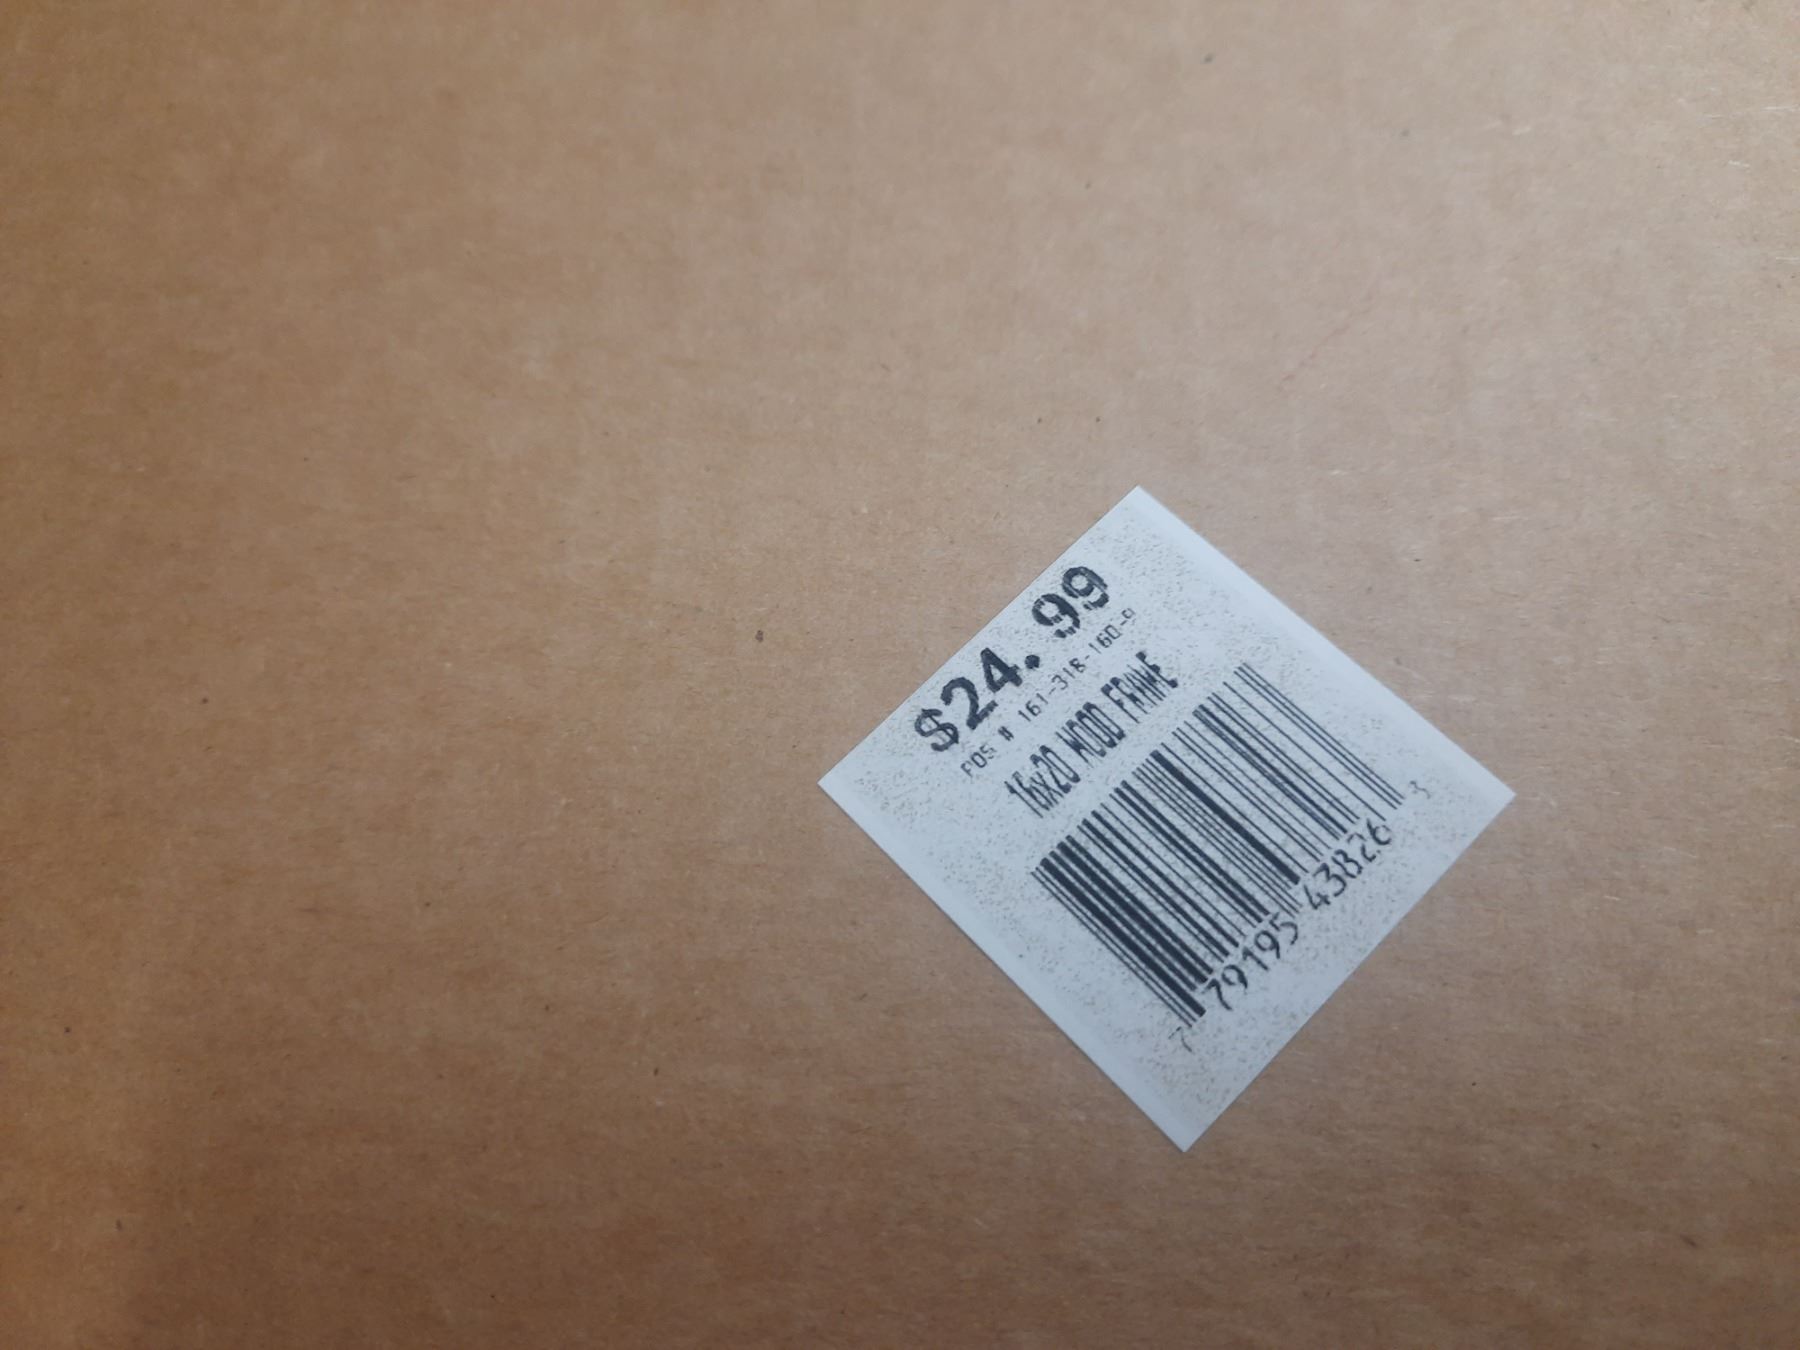 $24.99
POS # 161-318-160-9
16x20 WOOD FRAME
7 79195 43826 3